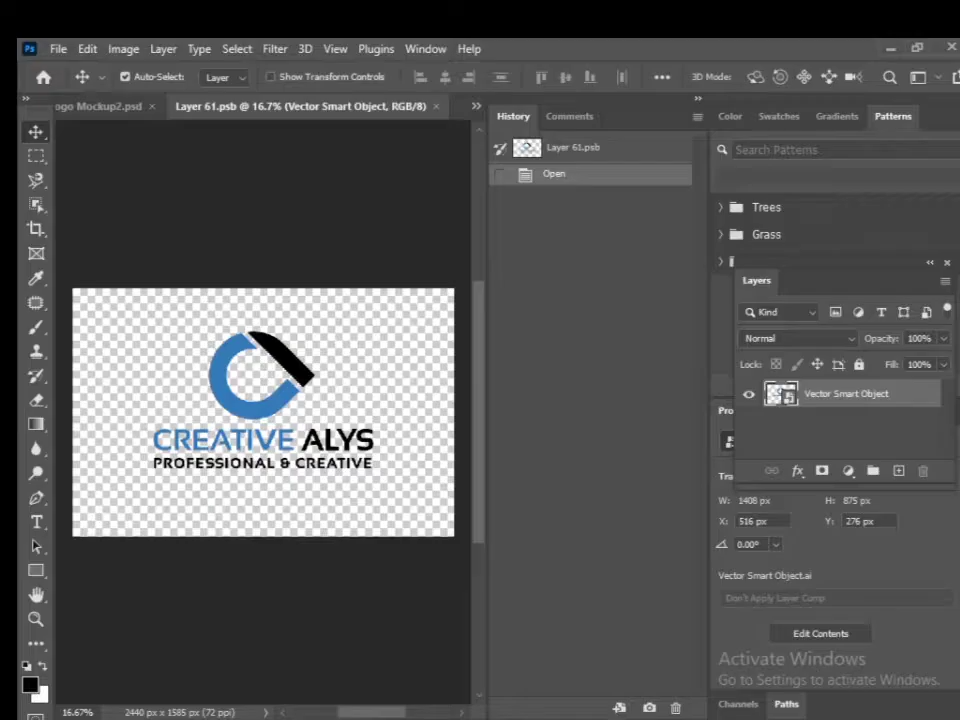 Ps File Edit Image Layer Type Select Filter 3D View Plugins Window Help
Auto-Select: Layer Show Transform Controls 3D Mode:
ogo Mockup2.psd × Layer 61.psb @ 16.7% (Vector Smart Object, RGB/8) ×
History Comments
Layer 61.psb
Open
Color Swatches Gradients Patterns
Search Patterns
Trees
Grass
Layers
Kind
Normal Opacity: 100%
Lock: Fill: 100%
Vector Smart Object
fx
Pro
Tra
W: 1408 px H: 875 px
X: 516 px Y: 276 px
0.00°
Vector Smart Object.ai
Don't Apply Layer Comp
Edit Contents
Activate Windows
Go to Settings to activate Windows.
Channels Paths
CREATIVE ALYS
PROFESSIONAL & CREATIVE
16.67% 2440 px x 1585 px (72 ppi)